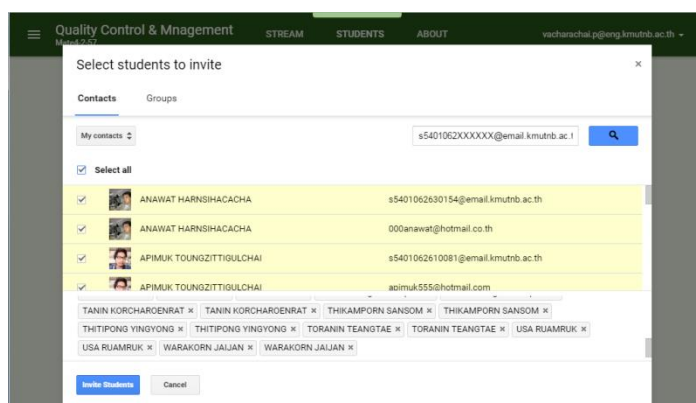 Quality Control & Mnagement
STREAM STUDENTS ABOUT vacharachai.p@eng.kmutnb.ac.th
Matn4.2-57
Select students to invite ×
Contacts Groups
My contacts s5401062XXXXXX@email.kmutnb.ac.t
Select all
ANAWAT HARNSIHACACHA s5401062630154@email.kmutnb.ac.th
ANAWAT HARNSIHACACHA 000anawat@hotmail.co.th
APIMUK TOUNGZITTIGULCHAI s5401062610081@email.kmutnb.ac.th
APIMUK TOUNGZITTIGULCHAI apimuk555@hotmail.com
TANIN KORCHAROENRAT × TANIN KORCHAROENRAT × THIKAMPORN SANSOM × THIKAMPORN SANSOM ×
THITIPONG YINGYONG × THITIPONG YINGYONG × TORANIN TEANGTAE × TORANIN TEANGTAE × USA RUAMRUK ×
USA RUAMRUK × WARAKORN JAIJAN × WARAKORN JAIJAN ×
Invite Students Cancel